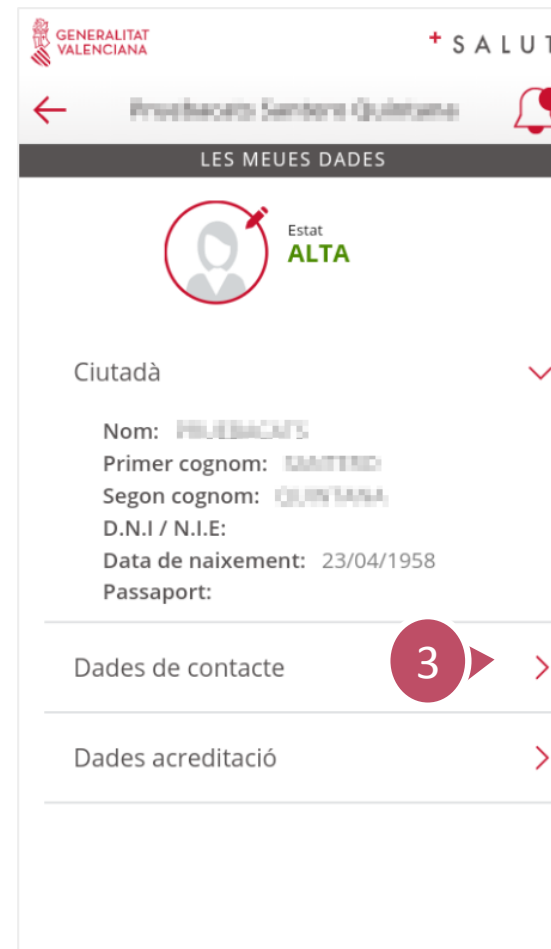 GENERALITAT
VALENCIANA
+ SALUT
LES MEUES DADES
Estat
ALTA
Ciutadà
Nom:
Primer cognom:
Segon cognom:
D.N.I / N.I.E:
Data de naixement: 23/04/1958
Passaport:
Dades de contacte
3
Dades acreditació